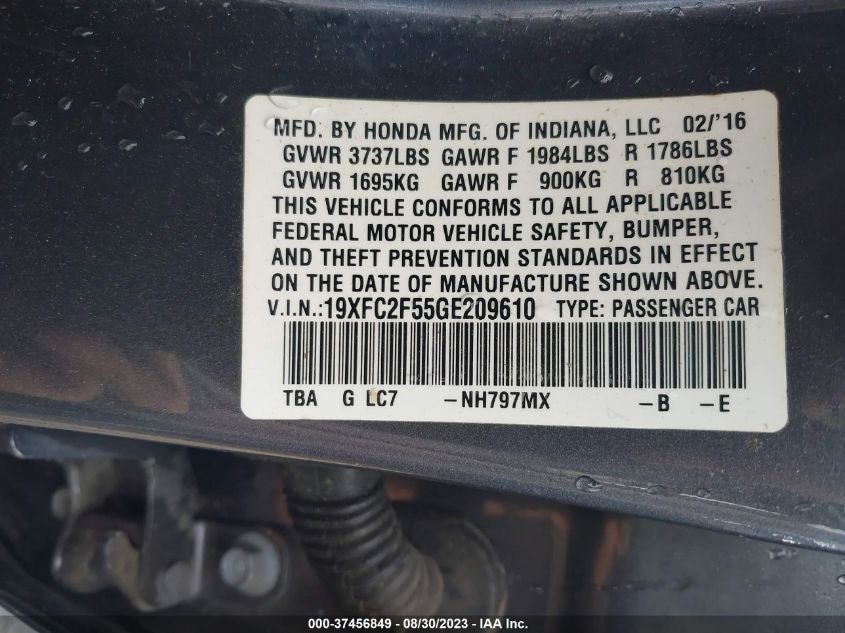 MFD. BY HONDA MFG. OF INDIANA, LLC 02/'16
GVWR 3737LBS GAWR F 1984LBS R 1786LBS
GVWR 1695KG GAWR F 900KG R 810KG
THIS VEHICLE CONFORMS TO ALL APPLICABLE
FEDERAL MOTOR VEHICLE SAFETY, BUMPER,
AND THEFT PREVENTION STANDARDS IN EFFECT
ON THE DATE OF MANUFACTURE SHOWN ABOVE.
V.I.N.:19XFC2F55GE209610 TYPE: PASSENGER CAR
TBA G LC7 -NH797MX -B -E
000-37456849 - 08/30/2023 - IAA Inc.